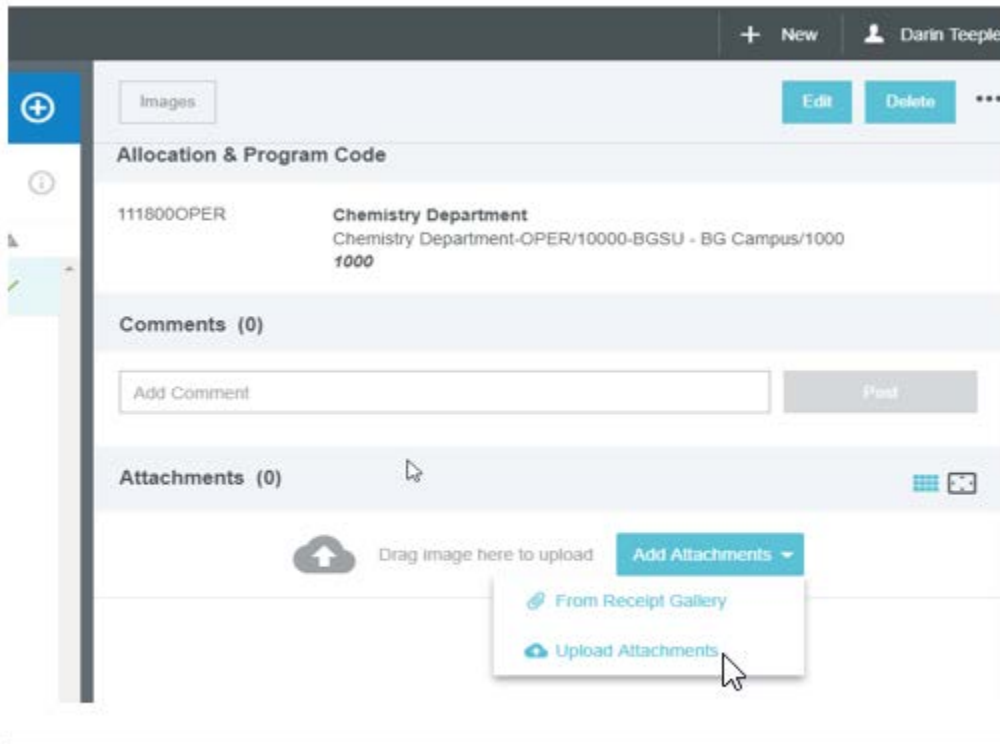 + New Darin Teeple
Images Edit Delete •••
Allocation & Program Code
111800OPER Chemistry Department
Chemistry Department-OPER/10000-BGSU - BG Campus/1000
1000
Comments (0)
Add Comment Post
Attachments (0)
Drag image here to upload Add Attachments
From Receipt Gallery
Upload Attachments